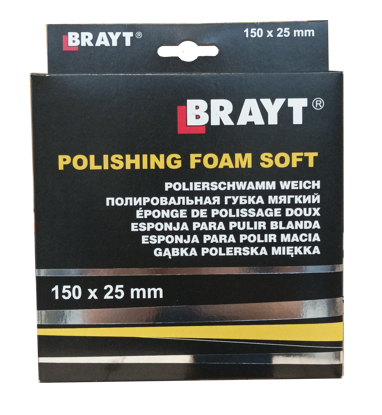 BRAYT®
150 x 25 mm
BRAYT®
POLISHING FOAM SOFT
POLIERSCHWAMM WEICH
ПОЛИРОВАЛЬНАЯ ГУБКА МЯГКИЙ
ÉPONGE DE POLISSAGE DOUX
ESPONJA PARA PULIR BLANDA
ESPONJA PARA POLIR MACIA
GĄBKA POLERSKA MIĘKKA
150 x 25 mm